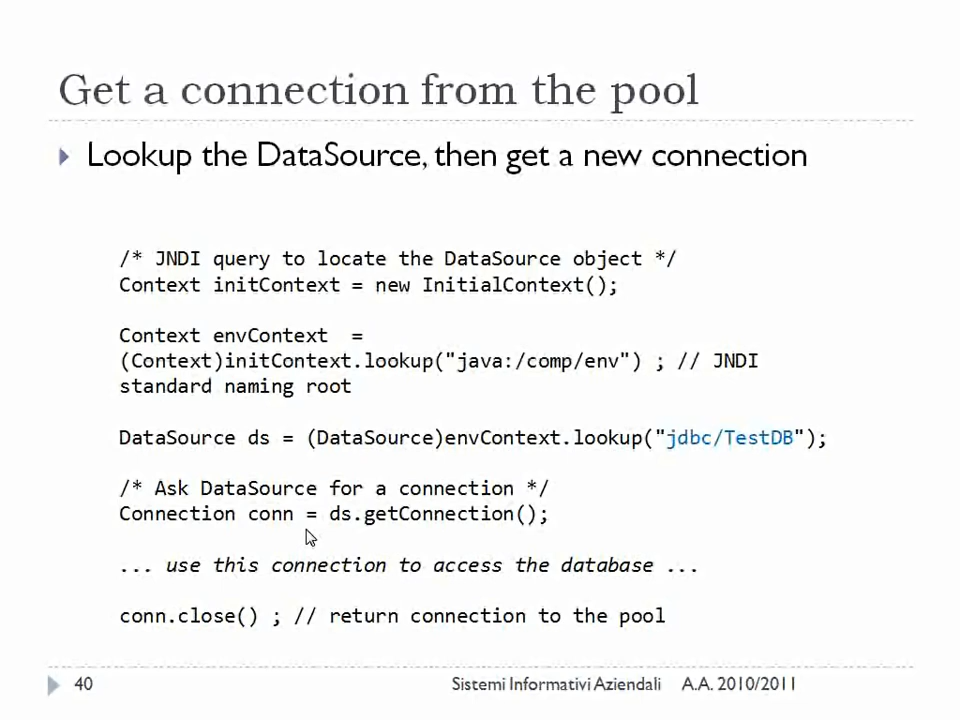 Get a connection from the pool
Lookup the DataSource, then get a new connection
/* JNDI query to locate the DataSource object */
Context initContext = new InitialContext();
Context envContext  =
(Context)initContext.lookup("java:/comp/env") ; // JNDI
standard naming root
DataSource ds = (DataSource)envContext.lookup("jdbc/TestDB");
/* Ask DataSource for a connection */
Connection conn = ds.getConnection();
... use this connection to access the database ...
conn.close() ; // return connection to the pool
40 Sistemi Informativi Aziendali A.A. 2010/2011